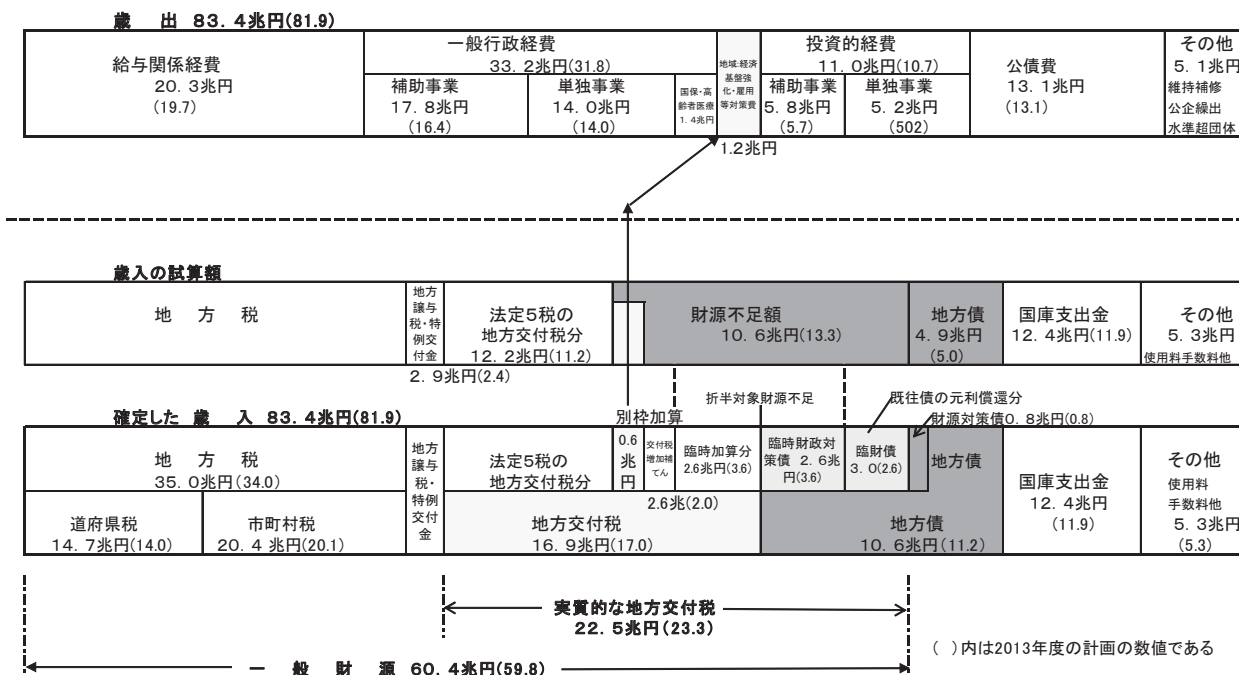 歳　出 83. 4兆円(81.9)
給与関係経費
20. 3兆円
(19.7)
一般行政経費
33. 2兆円(31.8)
補助事業
17. 8兆円
(16.4)
単独事業
14. 0兆円
(14.0)
国保・高
齢者医療
1. 4兆円
地域経済
基盤強
化・雇用
等対策費
1.2兆円
投資的経費
11. 0兆円(10.7)
補助事業
5. 8兆円
(5.7)
単独事業
5. 2兆円
(502)
公債費
13. 1兆円
(13.1)
その他
5. 1兆円
維持補修
公企繰出
水準超団体
歳入の試算額
地　方　税
地方
譲与
税・特
例交
付金
2. 9兆円(2.4)
法定5税の
地方交付税分
12. 2兆円(11.2)
財源不足額
10. 6兆円(13.3)
地方債
4. 9兆円
(5.0)
国庫支出金
12. 4兆円(11.9)
その他
5. 3兆円
使用料手数料他
折半対象財源不足
既往債の元利償還分
財源対策債0. 8兆円(0.8)
確定した 歳　入 83. 4兆円(81.9)
別枠加算
地　方　税
35. 0兆円(34.0)
道府県税
14. 7兆円(14.0)
市町村税
20. 4 兆円(20.1)
地方
譲与
税・
特例
交付
金
法定5税の
地方交付税分
0.6
兆
円
交付税
増加補
てん
臨時加算分
2.6兆円(3.6)
臨時財政対
策債 2. 6兆
円(3.6)
臨財債
3. 0(2.6)
地方債
2.6兆(2.0)
地方交付税
16. 9兆円(17.0)
地方債
10. 6兆円(11.2)
国庫支出金
12. 4兆円
(11.9)
その他
使用料
手数料他
5. 3兆円
(5.3)
実質的な地方交付税
22. 5兆円(23.3)
一　般　財　源 60. 4兆円(59.8)
( )内は2013年度の計画の数値である